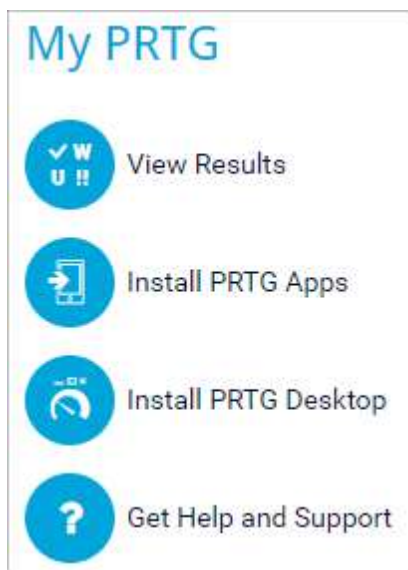 My PRTG
✓ W
U !!
View Results
Install PRTG Apps
Install PRTG Desktop
?
Get Help and Support